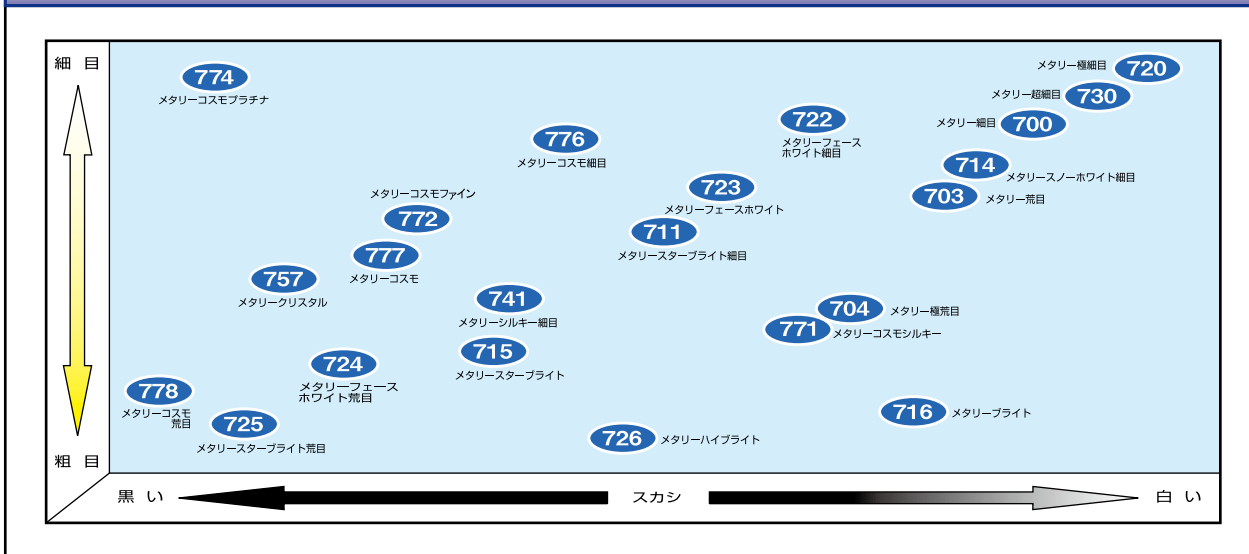 細 目
774
メタリーコスモプラチナ
メタリー極細目
720
メタリー超細目
730
メタリー細目
700
722
メタリーフェース
ホワイト細目
776
メタリーコスモ細目
714
メタリースノーホワイト細目
723
メタリーフェースホワイト
703
メタリー荒目
メタリーコスモファイン
772
711
メタリースターブライト細目
777
メタリーコスモ
757
メタリークリスタル
741
メタリーシルキー細目
704
メタリー極荒目
771
メタリーコスモシルキー
715
メタリースターブライト
724
メタリーフェース
ホワイト荒目
778
メタリーコスモ
荒目
716
メタリーブライト
725
メタリースターブライト荒目
726
メタリーハイブライト
粗 目
黒 い
スカシ
白 い